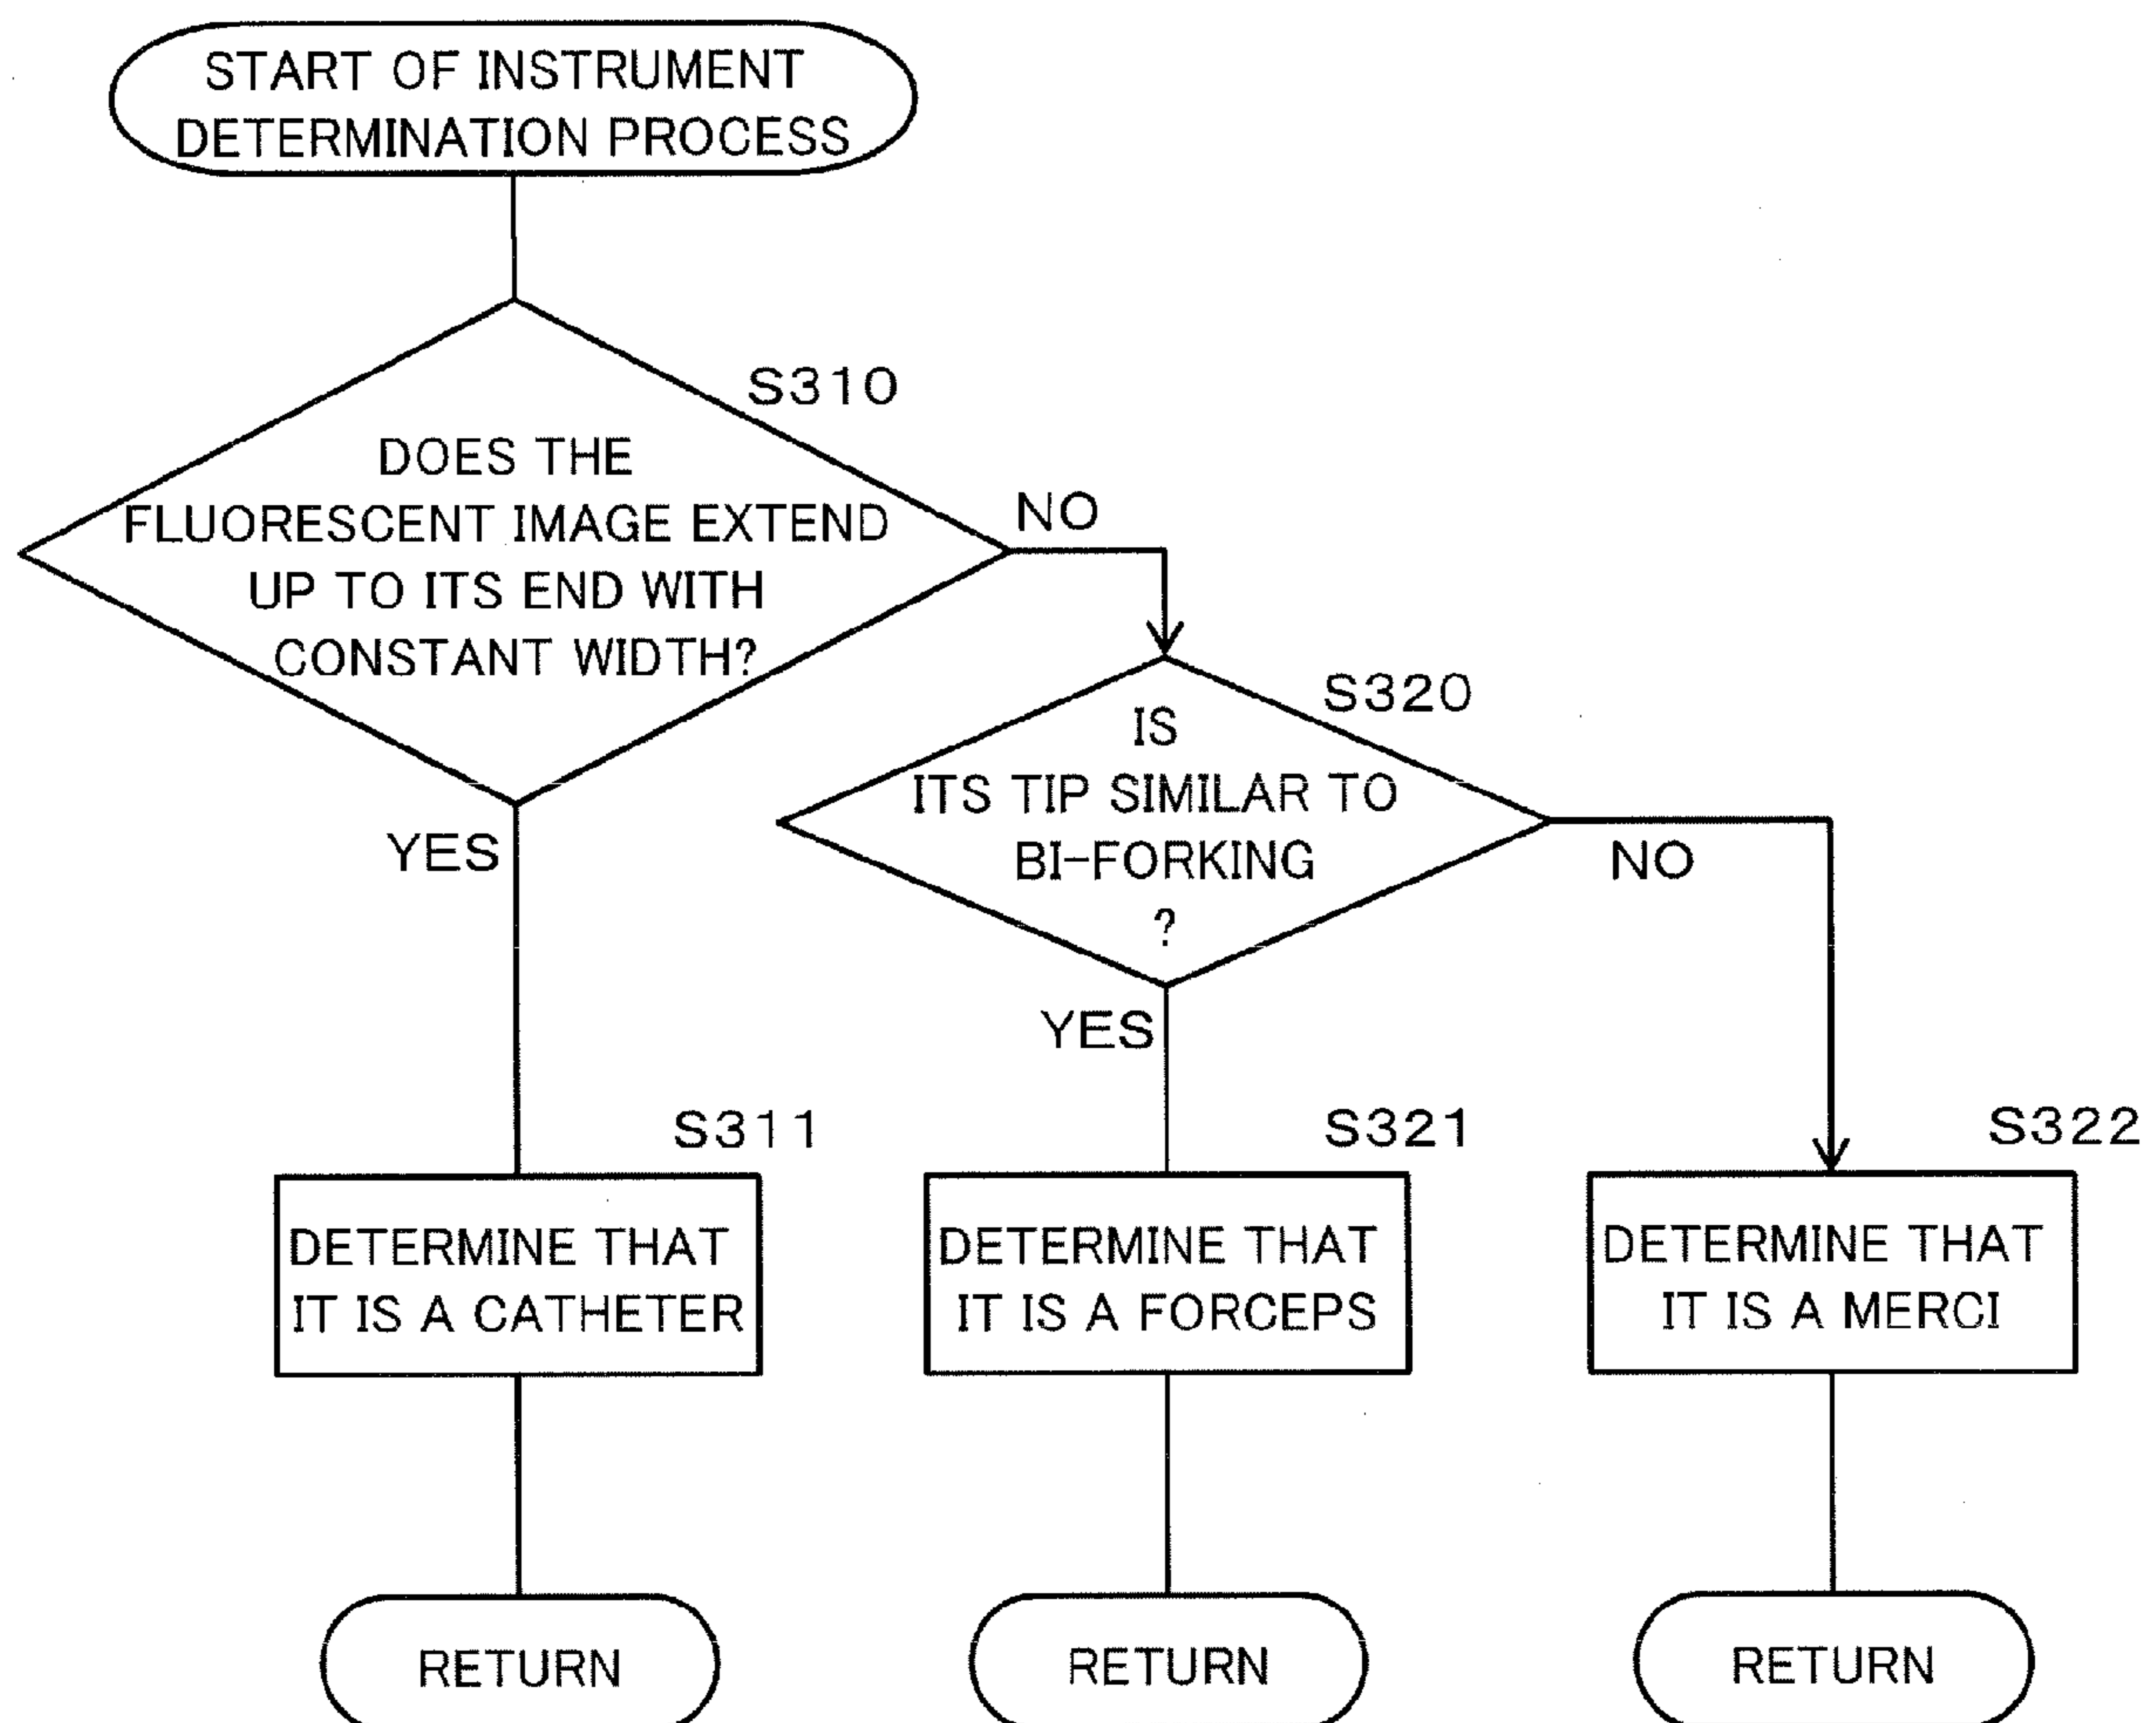 START OF INSTRUMENT
DETERMINATION PROCESS
S310
DOES THE
FLUORESCENT IMAGE EXTEND
UP TO ITS END WITH
CONSTANT WIDTH?
NO
YES
S320
IS
ITS TIP SIMILAR TO
BI-FORKING
?
NO
YES
S311
DETERMINE THAT
IT IS A CATHETER
S321
DETERMINE THAT
IT IS A FORCEPS
S322
DETERMINE THAT
IT IS A MERCI
RETURN
RETURN
RETURN